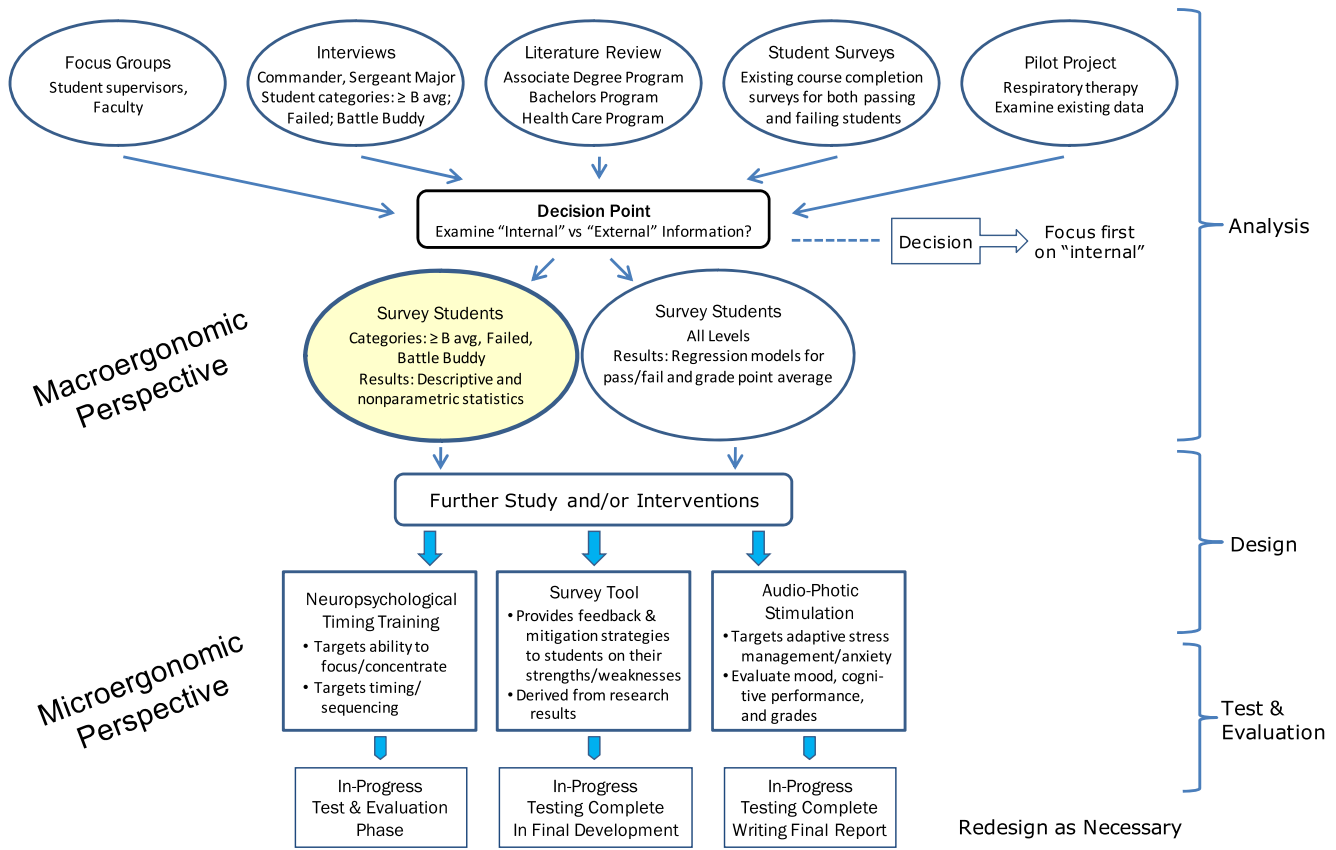 Focus Groups
Student supervisors,
Faculty
Interviews
Commander, Sergeant Major
Student categories: ≥ B avg;
Failed; Battle Buddy
Literature Review
Associate Degree Program
Bachelors Program
Health Care Program
Student Surveys
Existing course completion
surveys for both passing
and failing students
Pilot Project
Respiratory therapy
Examine existing data
Decision Point
Examine “Internal” vs “External” Information?
Decision
Focus first
on “internal”
Analysis
Macroergonomic
Perspective
Survey Students
Categories: ≥ B avg, Failed,
Battle Buddy
Results: Descriptive and
nonparametric statistics
Survey Students
All Levels
Results: Regression models for
pass/fail and grade point average
Further Study and/or Interventions
Design
Microergonomic
Perspective
Neuropsychological
Timing Training
• Targets ability to
focus/concentrate
• Targets timing/
sequencing
Survey Tool
• Provides feedback &
mitigation strategies
to students on their
strengths/weaknesses
• Derived from research
results
Audio-Photic
Stimulation
• Targets adaptive stress
management/anxiety
• Evaluate mood, cogni-
tive performance,
and grades
Test &
Evaluation
In-Progress
Test & Evaluation
Phase
In-Progress
Testing Complete
In Final Development
In-Progress
Testing Complete
Writing Final Report
Redesign as Necessary